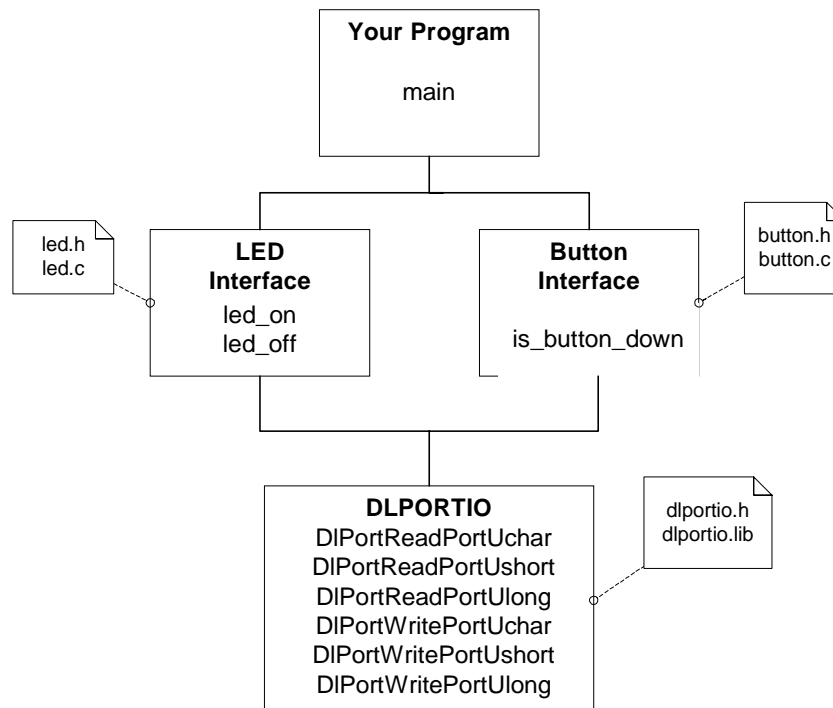 Your Program
main
led.h
led.c
LED
Interface
led_on
led_off
Button
Interface
is_button_down
button.h
button.c
DLPORTIO
DlPortReadPortUchar
DlPortReadPortUshort
DlPortReadPortUlong
DlPortWritePortUchar
DlPortWritePortUshort
DlPortWritePortUlong
dlportio.h
dlportio.lib